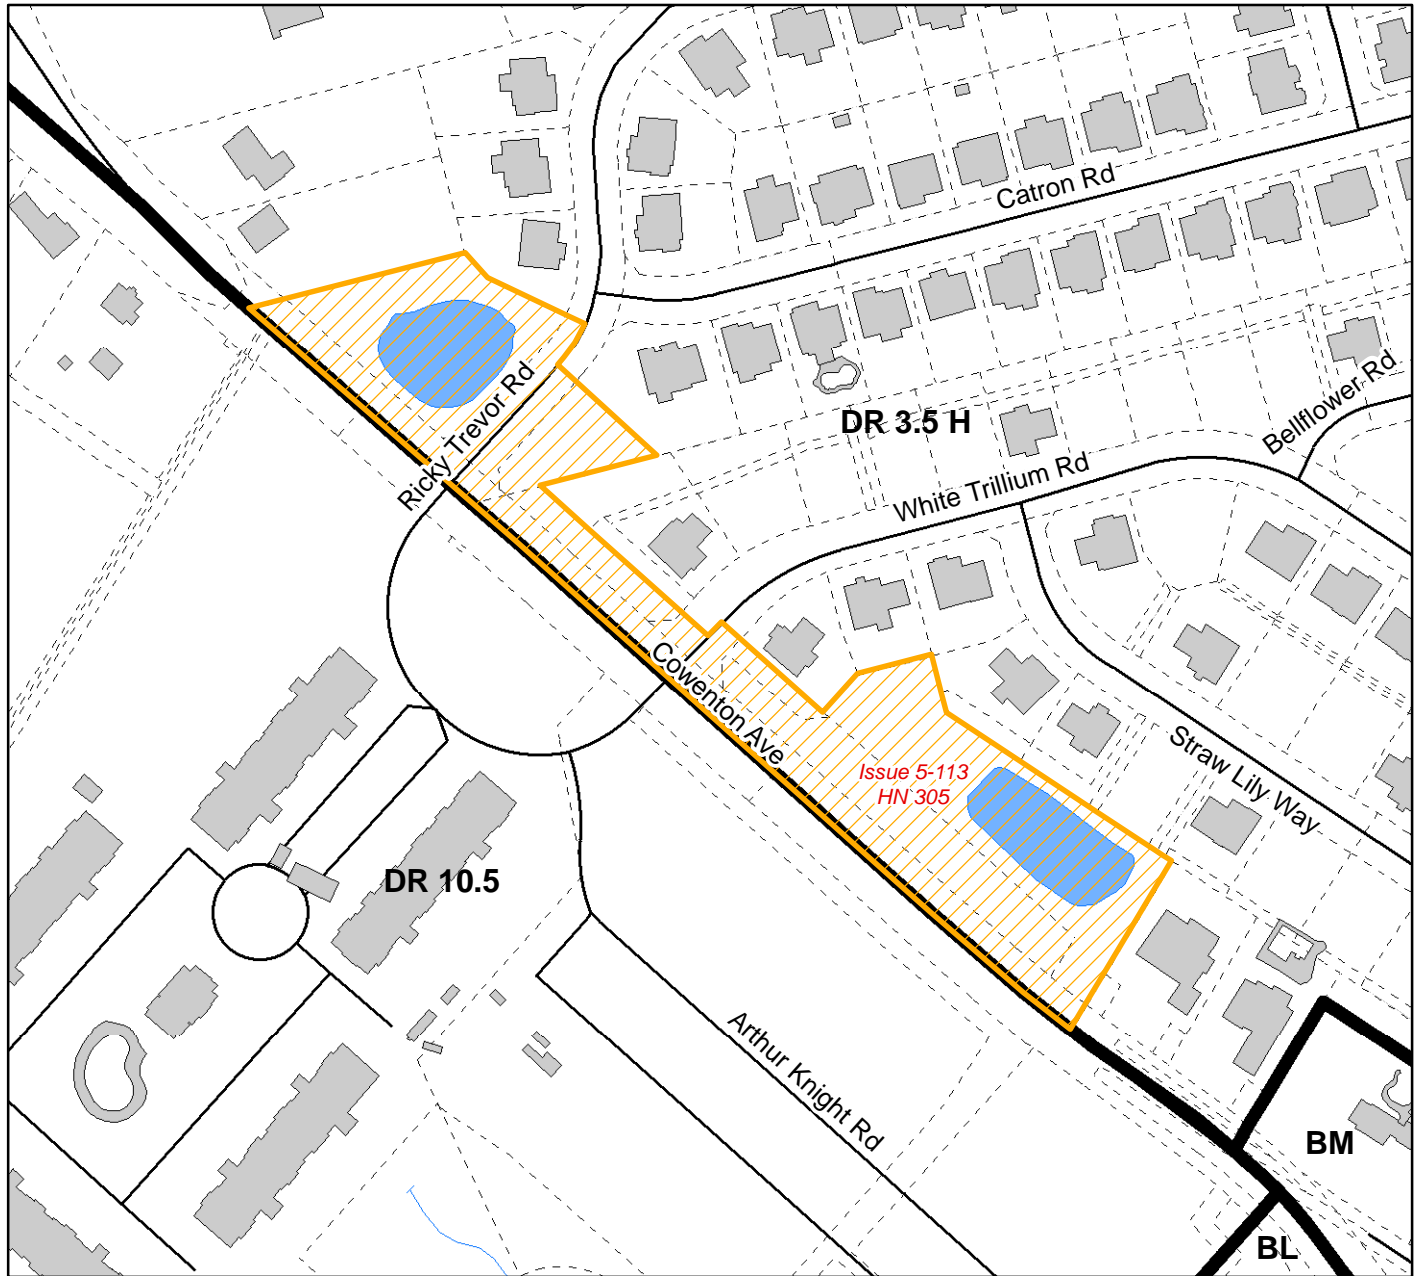 Catron Rd
Bellflower Rd
Ricky Trevor Rd
DR 3.5 H
White Trillium Rd
Cowenton Ave
Straw Lily Way
Issue 5-113
HN 305
DR 10.5
Arthur Knight Rd
BM
BL